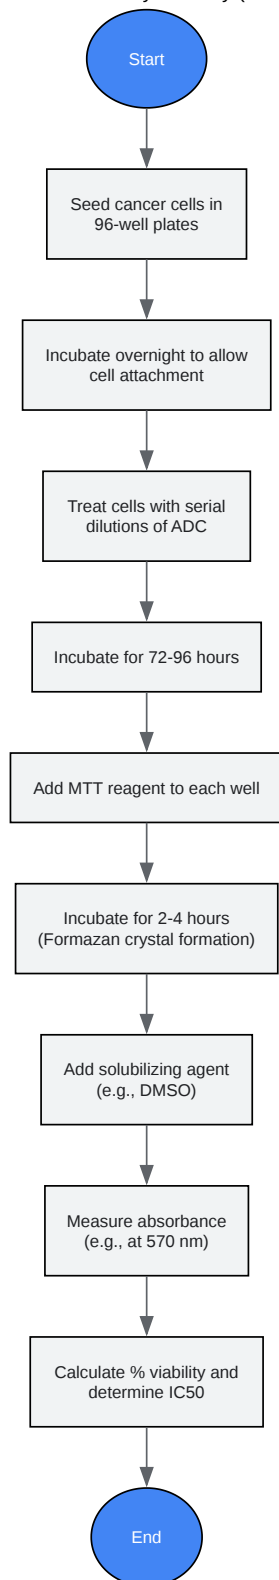 Start
Seed cancer cells in
96-well plates
Incubate overnight to allow
cell attachment
Treat cells with serial
dilutions of ADC
Incubate for 72-96 hours
Add MTT reagent to each well
Incubate for 2-4 hours
(Formazan crystal formation)
Add solubilizing agent
(e.g., DMSO)
Measure absorbance
(e.g., at 570 nm)
Calculate % viability and
determine IC50
End